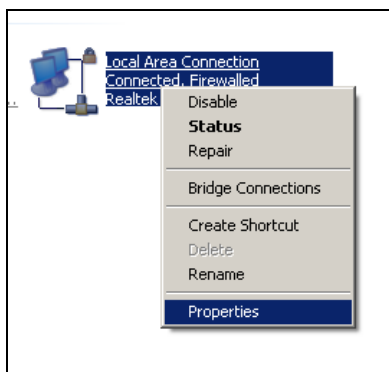 Local Area Connection
Connected, Firewalled
Realtek
Disable
Status
Repair
Bridge Connections
Create Shortcut
Delete
Rename
Properties
..